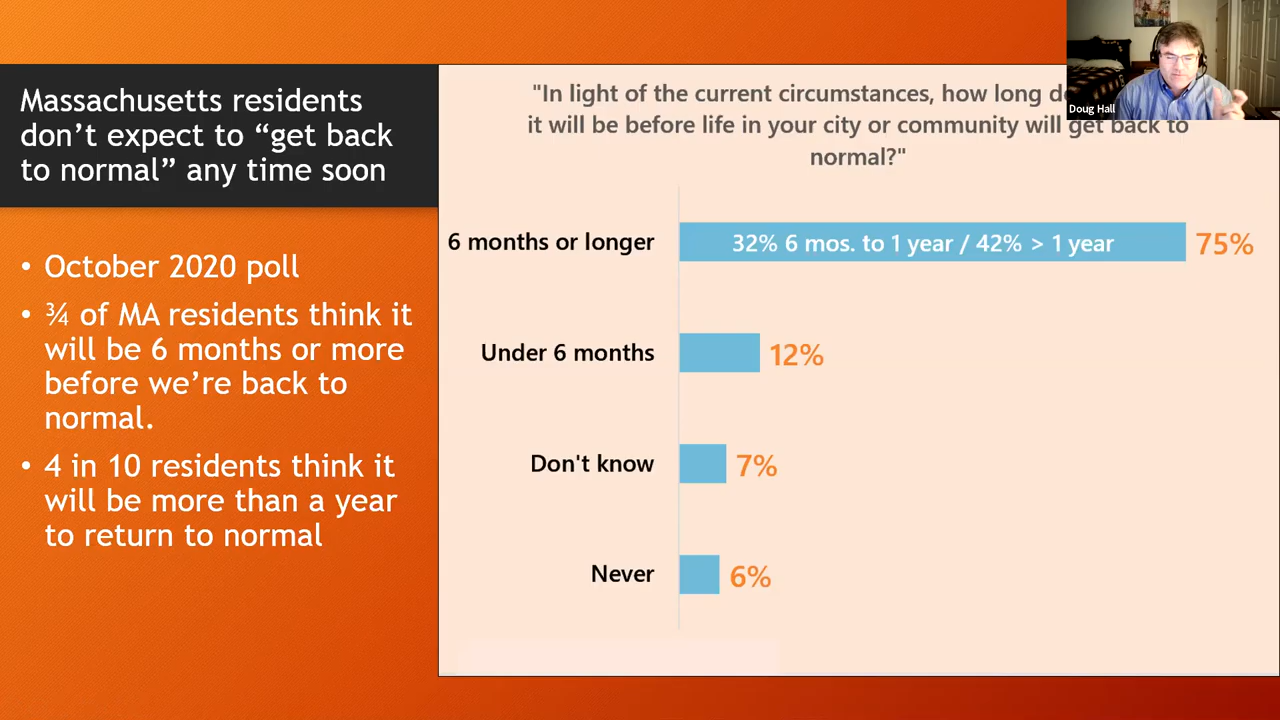 Massachusetts residents
don’t expect to “get back
to normal” any time soon
• October 2020 poll
• ¾ of MA residents think it
will be 6 months or more
before we’re back to
normal.
• 4 in 10 residents think it
will be more than a year
to return to normal
"In light of the current circumstances, how long
it will be before life in your city or community will get back to
normal?"
6 months or longer
32% 6 mos. to 1 year / 42% > 1 year
75%
Under 6 months
12%
Don't know
7%
Never
6%
Doug Hall